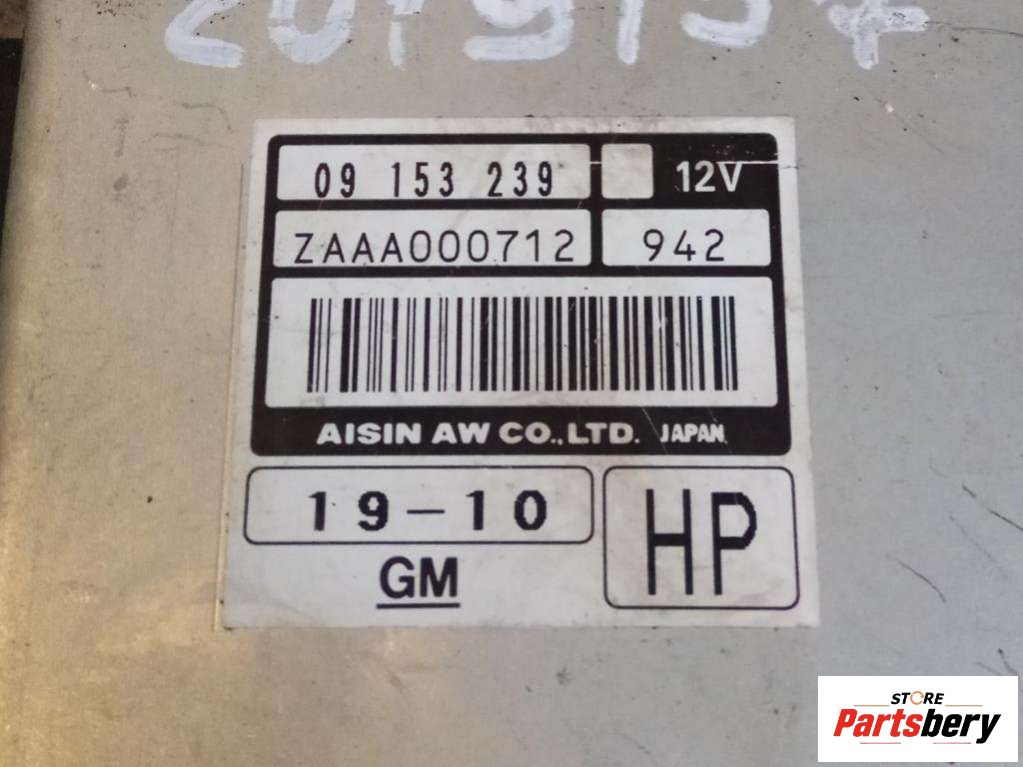 09 153 239 12V
ZAAA000712 942
AISIN AW CO.,LTD. JAPAN
19-10
HP
GM
STORE
Partsbery